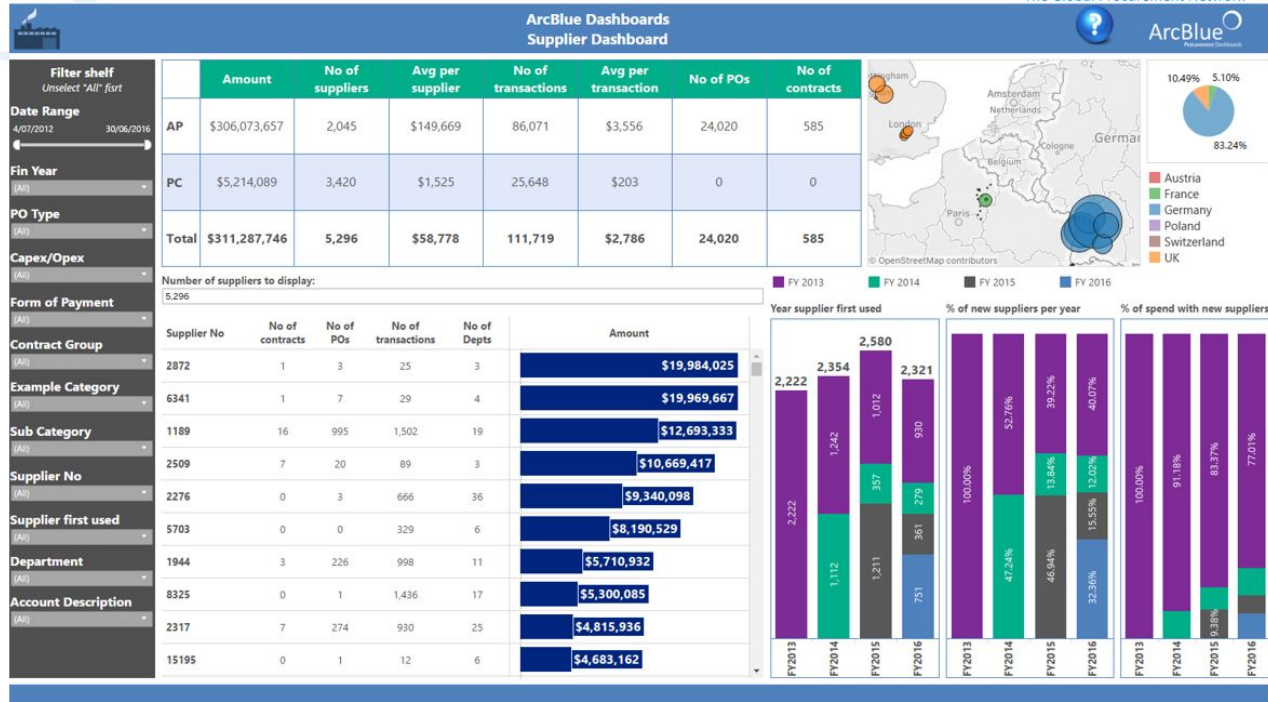 The Global Procurement Network
ArcBlue Dashboards
Supplier Dashboard
?
ArcBlue
Procurement Dashboards
Filter shelf
Unselect "All" fisrt
Date Range
4/07/2012 30/06/2016
Fin Year
(All)
PO Type
(All)
Capex/Opex
(All)
Form of Payment
(All)
Contract Group
(All)
Example Category
(All)
Sub Category
(All)
Supplier No
(All)
Supplier first used
(All)
Department
(All)
Account Description
(All)
Amount No of suppliers Avg per supplier No of transactions Avg per transaction No of POs No of contracts
AP $306,073,657 2,045 $149,669 86,071 $3,556 24,020 585
PC $5,214,089 3,420 $1,525 25,648 $203 0 0
Total $311,287,746 5,296 $58,778 111,719 $2,786 24,020 585
ttingham
London
Amsterdam
Netherlands
Cologne
German
Belgium
Paris
© OpenStreetMap contributors
10.49% 5.10%
83.24%
Austria
France
Germany
Poland
Switzerland
UK
Number of suppliers to display:
5.296
Supplier No No of contracts No of POs No of transactions No of Depts Amount
2872 1 3 25 3 $19,984,025
6341 1 7 29 4 $19,969,667
1189 16 995 1,502 19 $12,693,333
2509 7 20 89 3 $10,669,417
2276 0 3 666 36 $9,340,098
5703 0 0 329 6 $8,190,529
1944 3 226 998 11 $5,710,932
8325 0 1 1,436 17 $5,300,085
2317 7 274 930 25 $4,815,936
15195 0 1 12 6 $4,683,162
FY 2013 FY 2014 FY 2015 FY 2016
Year supplier first used
2,222 2,354 2,580 2,321
2,222
1,242
1,112
1,012
357
1,211
930
279
361
751
FY2013 FY2014 FY2015 FY2016
% of new suppliers per year
100.00%
52.76%
47.24%
39.22%
13.84%
46.94%
40.07%
12.02%
15.55%
32.36%
FY2013 FY2014 FY2015 FY2016
% of spend with new suppliers
100.00%
91.18%
83.37%
9.38%
77.01%
FY2013 FY2014 FY2015 FY2016